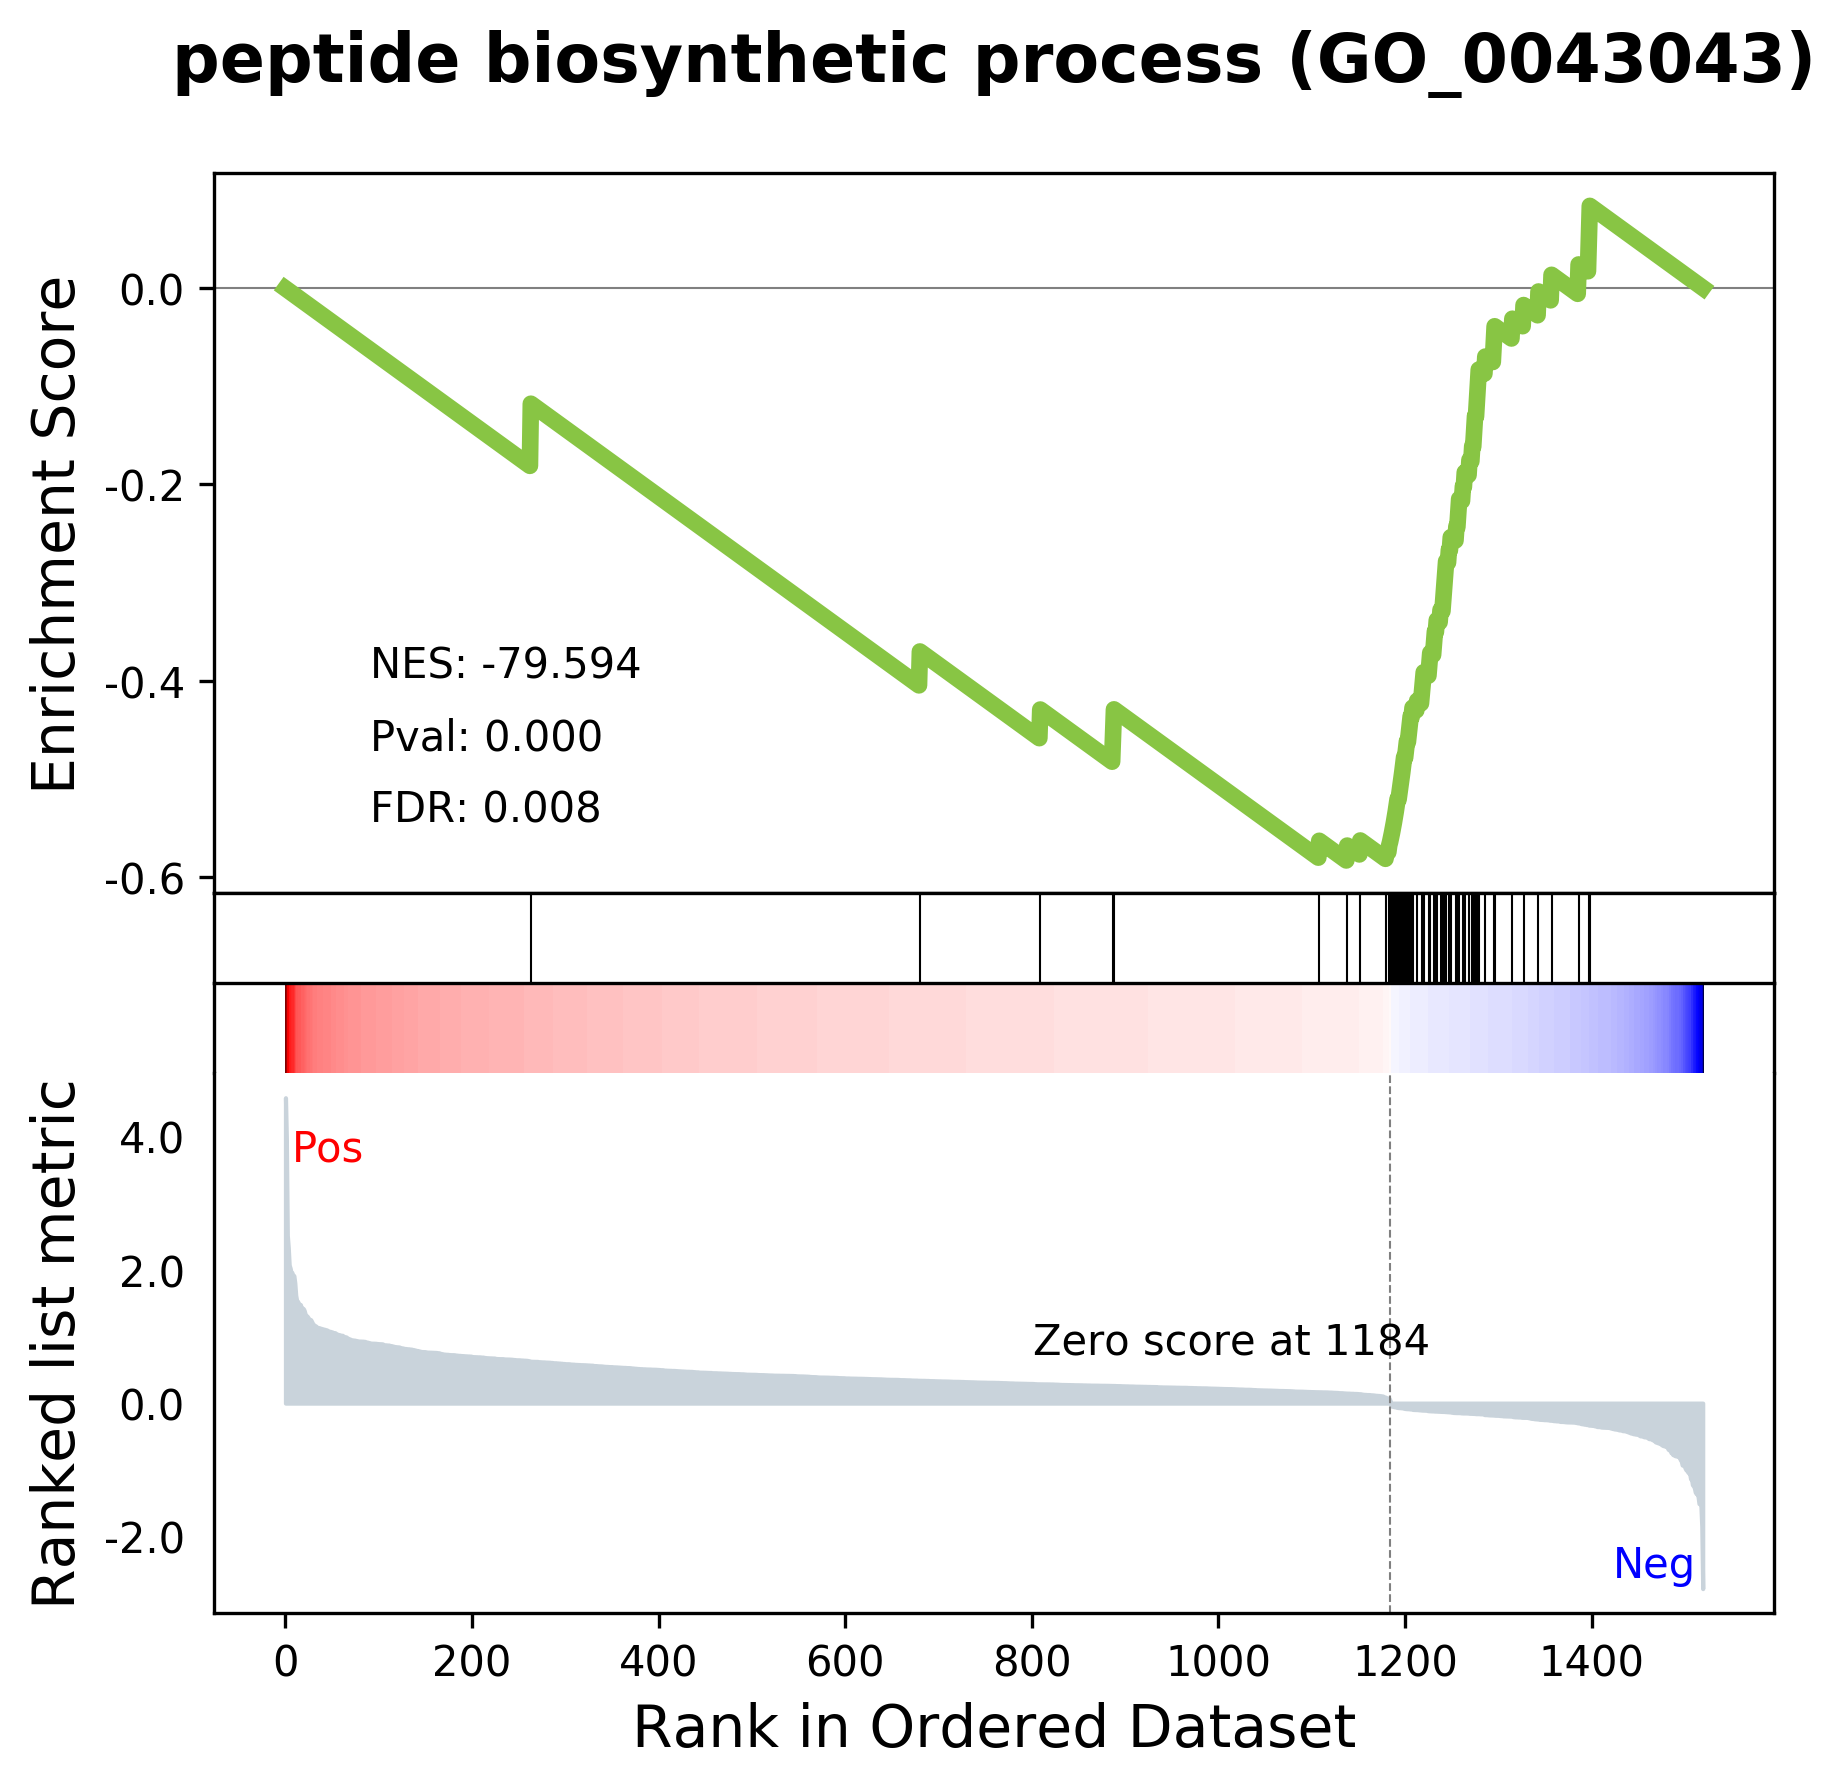 peptide biosynthetic process (GO_0043043)
Enrichment Score
0.0
-0.2
-0.4
-0.6
NES: -79.594
Pval: 0.000
FDR: 0.008
Ranked list metric
4.0
2.0
0.0
-2.0
Pos
Zero score at 1184
Neg
0 200 400 600 800 1000 1200 1400
Rank in Ordered Dataset